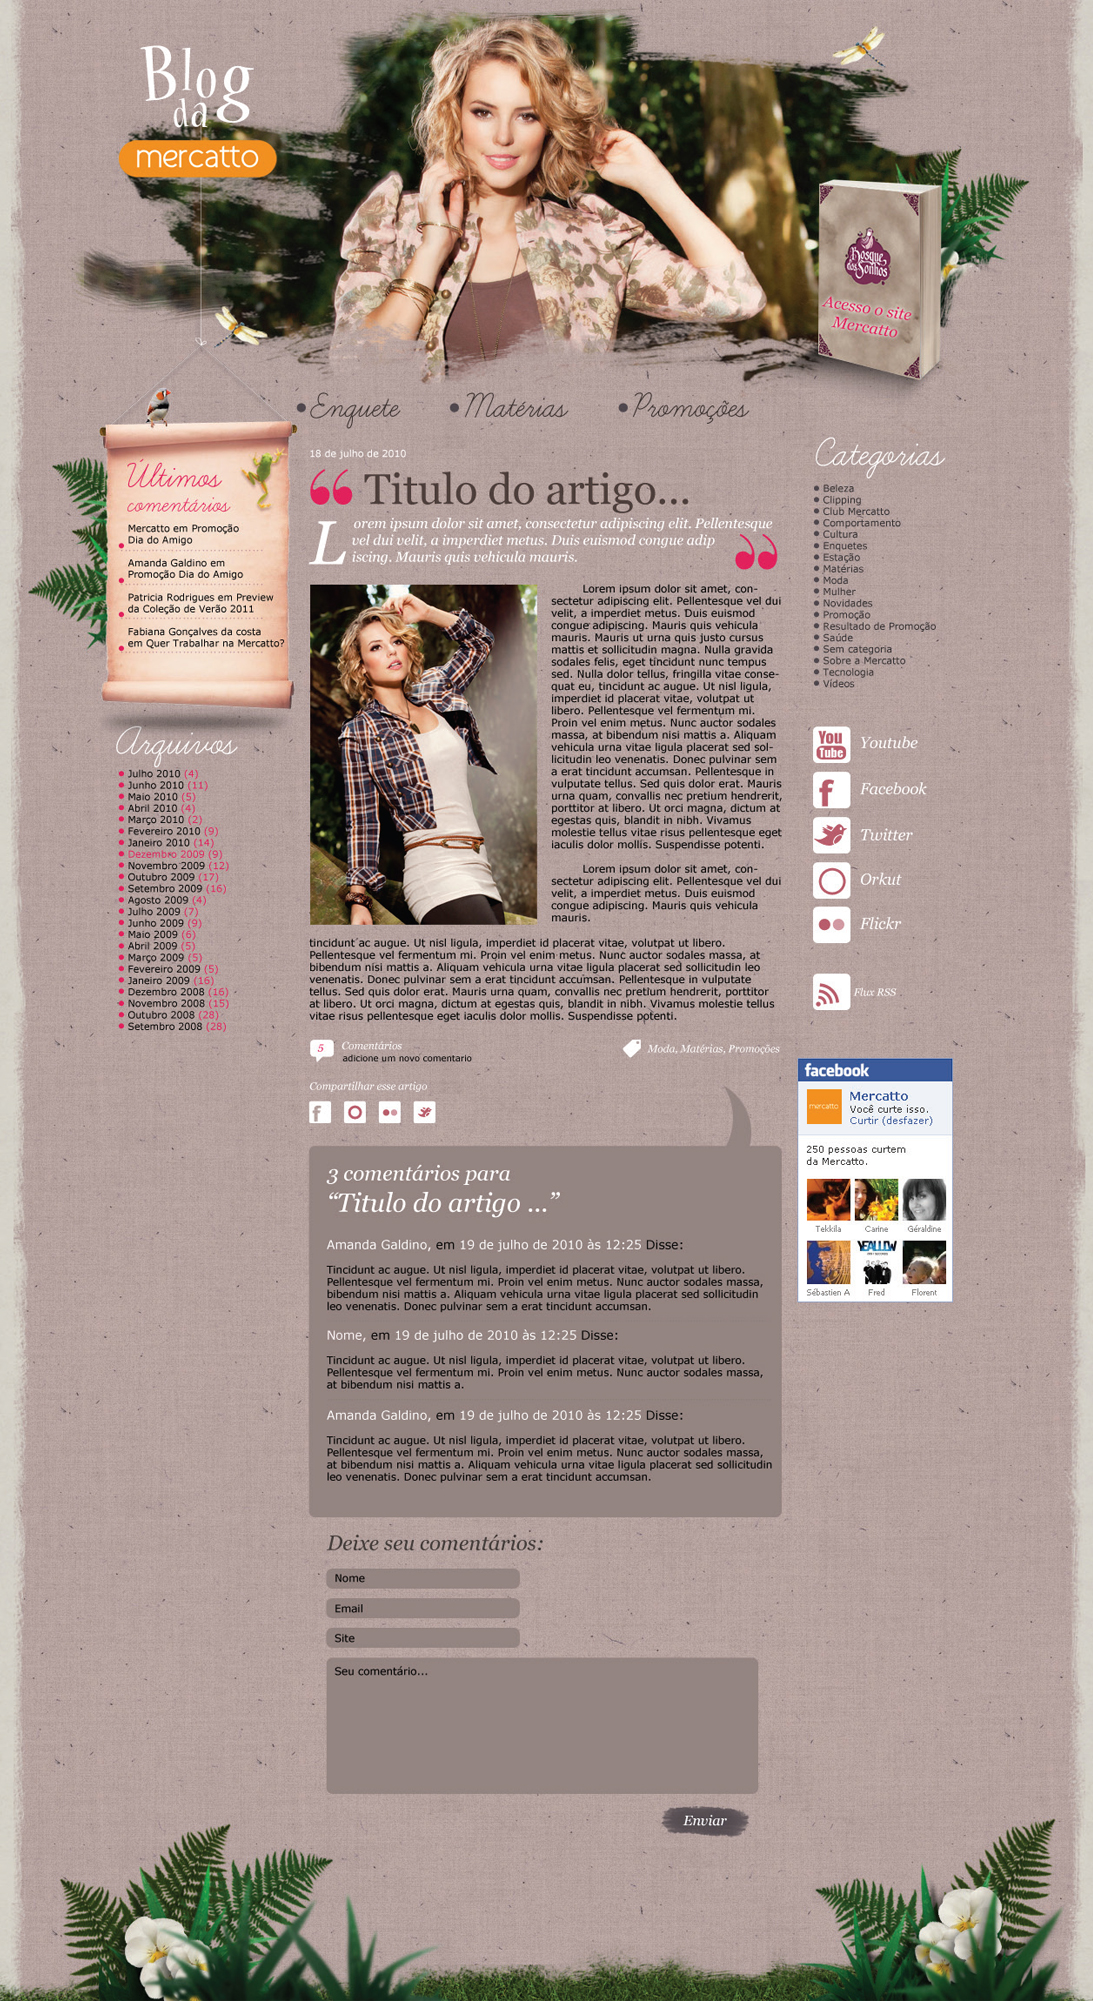 Blog
da
mercatto
Bosque
dos Sonhos
Acesso o site
Mercatto
Enquete
Matérias
Promoções
Últimos
comentários
Mercatto em Promoção
Dia do Amigo
Amanda Galdino em
Promoção Dia do Amigo
Patricia Rodrigues em Preview
da Coleção de Verão 2011
Fabiana Gonçalves da costa
em Quer Trabalhar na Mercatto?
Arquivos
Julho 2010 (4)
Junho 2010 (11)
Maio 2010 (5)
Abril 2010 (4)
Março 2010 (2)
Fevereiro 2010 (9)
Janeiro 2010 (14)
Dezembro 2009 (9)
Novembro 2009 (12)
Outubro 2009 (17)
Setembro 2009 (16)
Agosto 2009 (4)
Julho 2009 (7)
Junho 2009 (9)
Maio 2009 (6)
Abril 2009 (5)
Março 2009 (5)
Fevereiro 2009 (5)
Janeiro 2009 (16)
Dezembro 2008 (16)
Novembro 2008 (15)
Outubro 2008 (28)
Setembro 2008 (28)
18 de julho de 2010
“ Titulo do artigo...
Lorem ipsum dolor sit amet, consectetur adipiscing elit. Pellentesque
vel dui velit, a imperdiet metus. Duis euismod congue adip
iscing. Mauris quis vehicula mauris. ”
Lorem ipsum dolor sit amet, con-
sectetur adipiscing elit. Pellentesque vel dui
velit, a imperdiet metus. Duis euismod
congue adipiscing. Mauris quis vehicula
mauris. Mauris ut urna quis justo cursus
mattis et sollicitudin magna. Nulla gravida
sodales felis, eget tincidunt nunc tempus
sed. Nulla dolor tellus, fringilla vitae conse-
quat eu, tincidunt ac augue. Ut nisl ligula,
imperdiet id placerat vitae, volutpat ut
libero. Pellentesque vel fermentum mi.
Proin vel enim metus. Nunc auctor sodales
massa, at bibendum nisi mattis a. Aliquam
vehicula urna vitae ligula placerat sed sol-
licitudin leo venenatis. Donec pulvinar sem
a erat tincidunt accumsan. Pellentesque in
vulputate tellus. Sed quis dolor erat. Mauris
urna quam, convallis nec pretium hendrerit,
porttitor at libero. Ut orci magna, dictum at
egestas quis, blandit in nibh. Vivamus
molestie tellus vitae risus pellentesque eget
iaculis dolor mollis. Suspendisse potenti.
Lorem ipsum dolor sit amet, con-
sectetur adipiscing elit. Pellentesque vel dui
velit, a imperdiet metus. Duis euismod
congue adipiscing. Mauris quis vehicula
mauris.
tincidunt ac augue. Ut nisl ligula, imperdiet id placerat vitae, volutpat ut libero.
Pellentesque vel fermentum mi. Proin vel enim metus. Nunc auctor sodales massa, at
bibendum nisi mattis a. Aliquam vehicula urna vitae ligula placerat sed sollicitudin leo
venenatis. Donec pulvinar sem a erat tincidunt accumsan. Pellentesque in vulputate
tellus. Sed quis dolor erat. Mauris urna quam, convallis nec pretium hendrerit, porttitor
at libero. Ut orci magna, dictum at egestas quis, blandit in nibh. Vivamus molestie tellus
vitae risus pellentesque eget iaculis dolor mollis. Suspendisse potenti.
5 Comentários
adicione um novo comentario
Moda, Matérias, Promoções
Compartilhar esse artigo
f
3 comentários para
“Titulo do artigo ...”
Amanda Galdino, em 19 de julho de 2010 às 12:25 Disse:
Tincidunt ac augue. Ut nisl ligula, imperdiet id placerat vitae, volutpat ut libero.
Pellentesque vel fermentum mi. Proin vel enim metus. Nunc auctor sodales massa, at
bibendum nisi mattis a. Aliquam vehicula urna vitae ligula placerat sed sollicitudin
leo venenatis. Donec pulvinar sem a erat tincidunt accumsan.
Nome, em 19 de julho de 2010 às 12:25 Disse:
Tincidunt ac augue. Ut nisl ligula, imperdiet id placerat vitae, volutpat ut libero.
Pellentesque vel fermentum mi. Proin vel enim metus. Nunc auctor sodales massa,
at bibendum nisi mattis a.
Amanda Galdino, em 19 de julho de 2010 às 12:25 Disse:
Tincidunt ac augue. Ut nisl ligula, imperdiet id placerat vitae, volutpat ut libero.
Pellentesque vel fermentum mi. Proin vel enim metus. Nunc auctor sodales massa,
at bibendum nisi mattis a. Aliquam vehicula urna vitae ligula placerat sed sollicitudin
leo venenatis. Donec pulvinar sem a erat tincidunt accumsan.
Deixe seu comentários:
Nome
Email
Site
Seu comentário...
Enviar
Categorias
Beleza
Clipping
Club Mercatto
Comportamento
Cultura
Enquetes
Estação
Matérias
Moda
Mulher
Novidades
Promoção
Resultado de Promoção
Saúde
Sem categoria
Sobre a Mercatto
Tecnologia
Vídeos
You
Tube Youtube
f Facebook
Twitter
Orkut
Flickr
Flux RSS
facebook
mercatto
Mercatto
Você curte isso.
Curtir (desfazer)
250 pessoas curtem
da Mercatto.
Tekkila Carine Géraldine
YEALLOW
Sébastien A Fred Florent